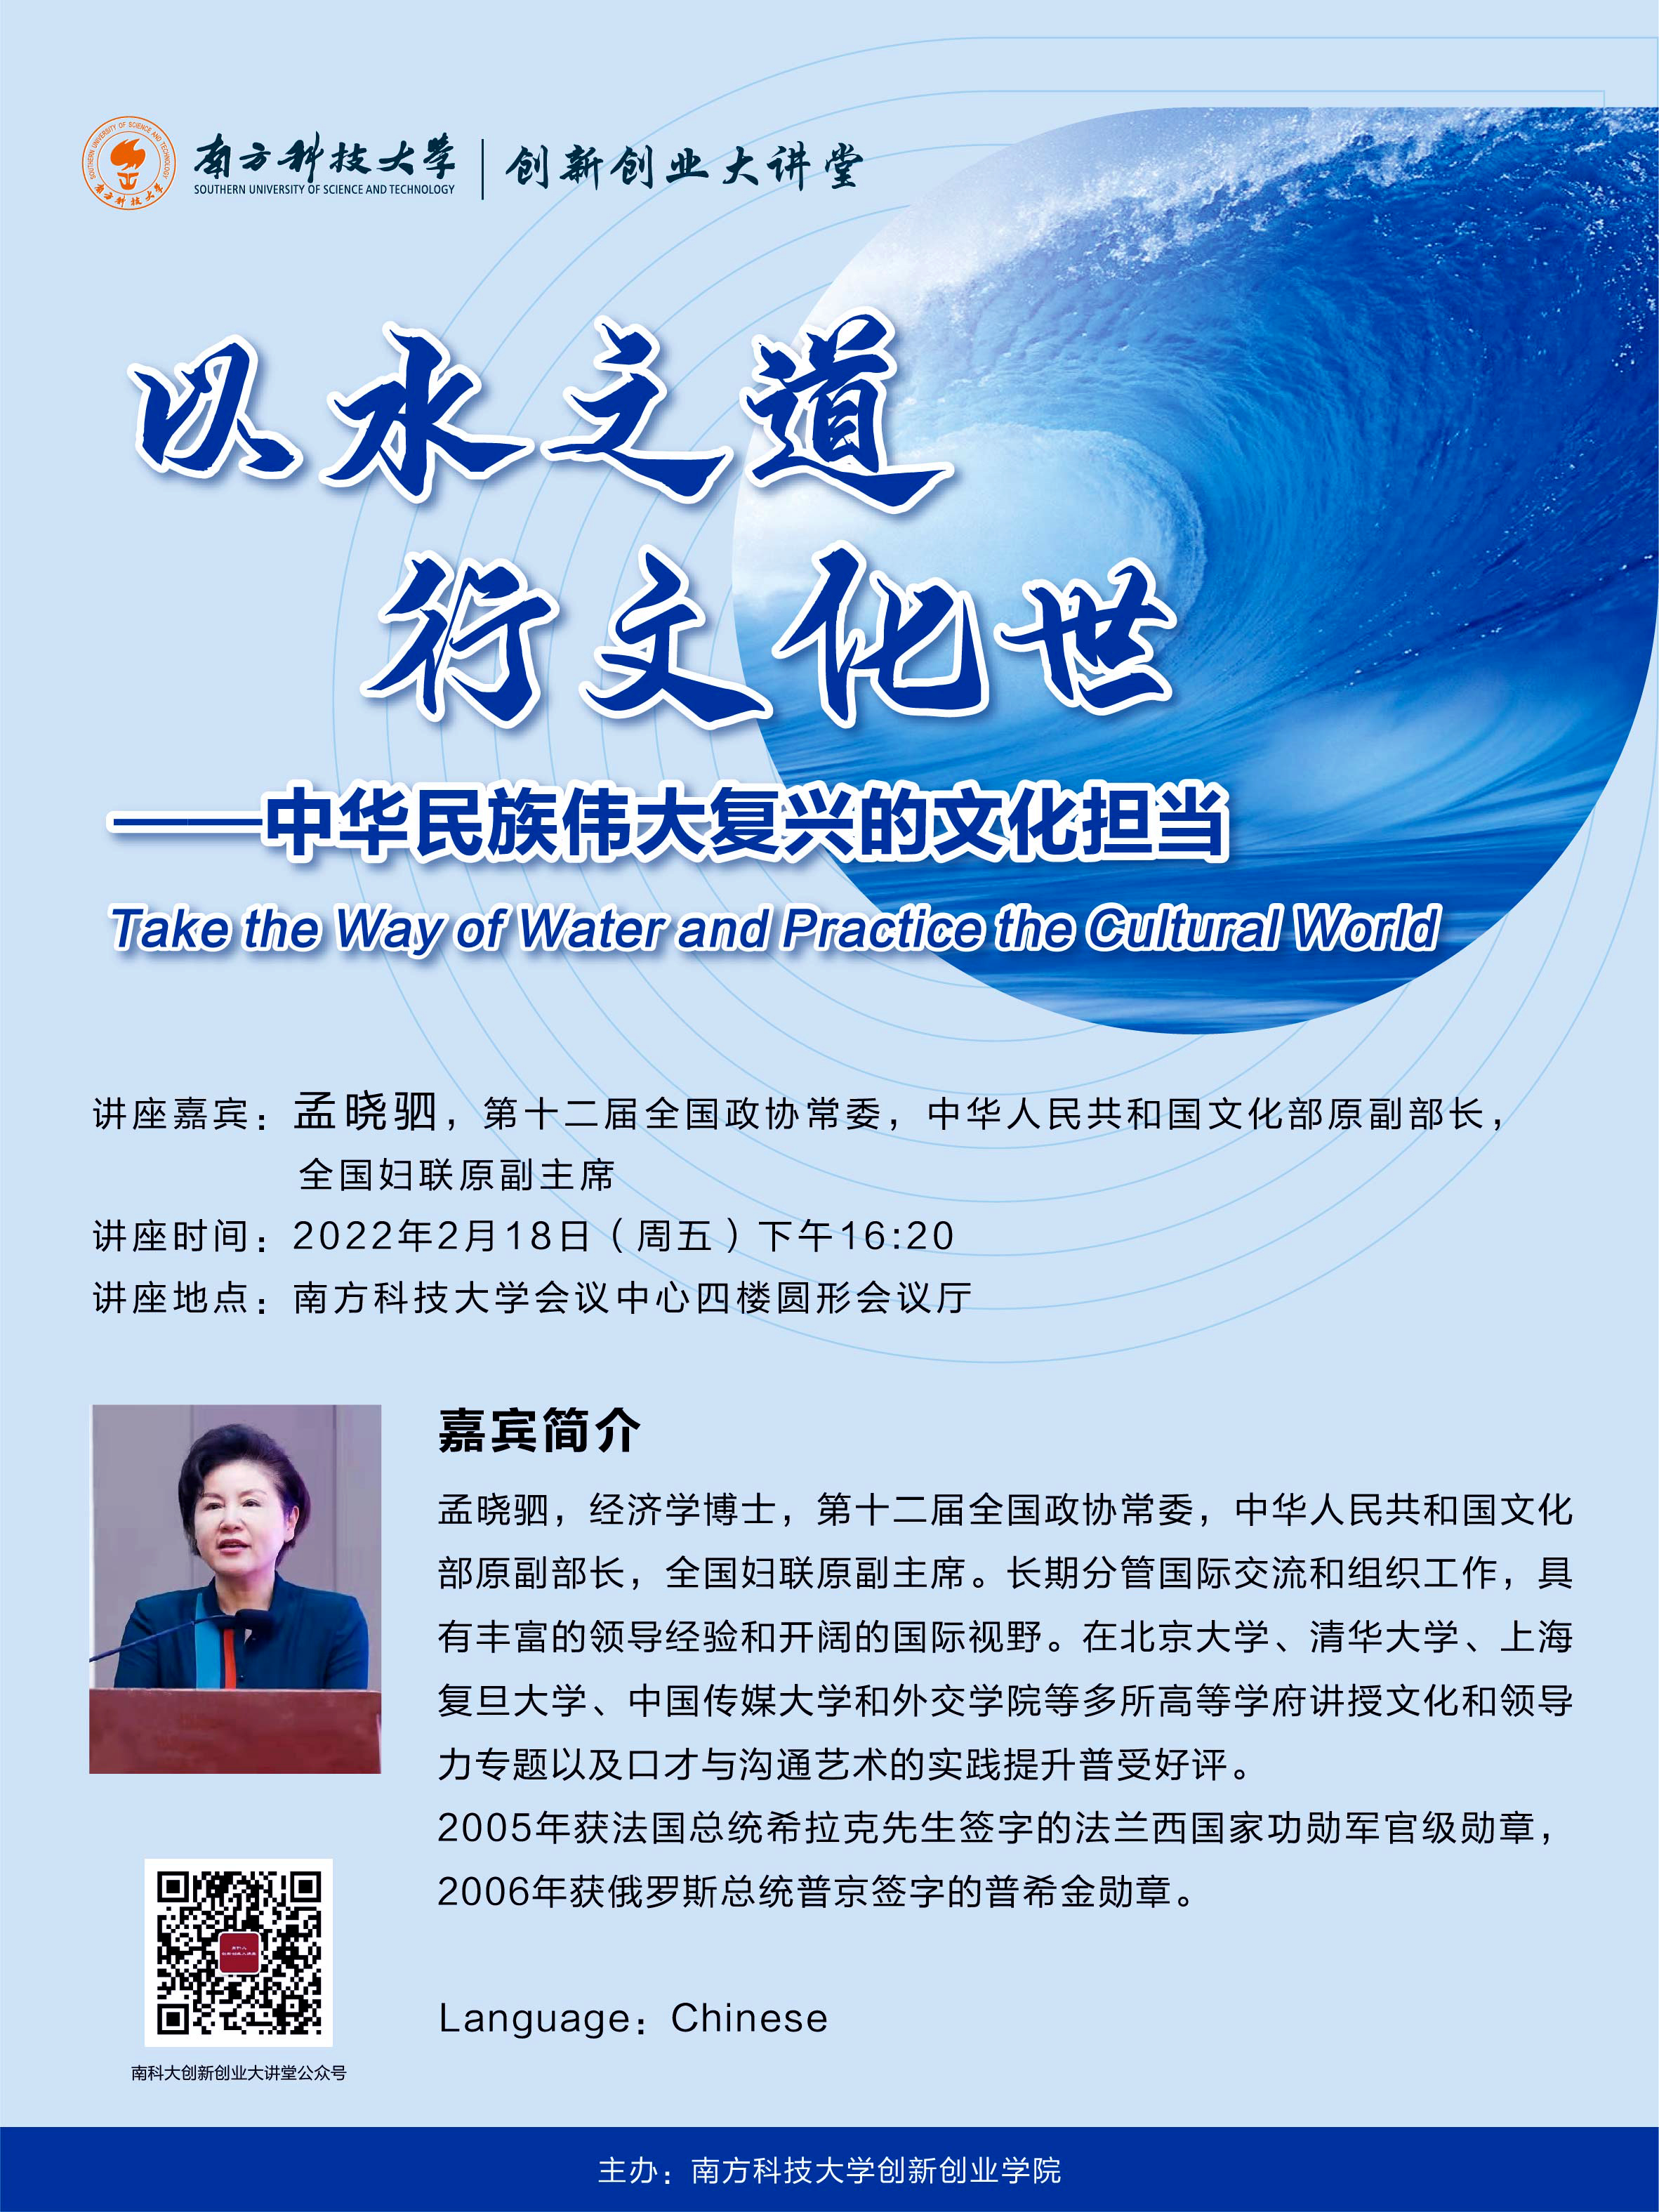 SOUTHERN UNIVERSITY OF SCIENCE AND TECHNOLOGY
南方科技大学
南方科技大学
SOUTHERN UNIVERSITY OF SCIENCE AND TECHNOLOGY
创新创业大讲堂
以水之道
行文化世
——中华民族伟大复兴的文化担当
Take the Way of Water and Practice the Cultural World
讲座嘉宾：孟晓驷，第十二届全国政协常委，中华人民共和国文化部原副部长，
全国妇联原副主席
讲座时间：2022年2月18日（周五）下午16:20
讲座地点：南方科技大学会议中心四楼圆形会议厅
嘉宾简介
孟晓驷，经济学博士，第十二届全国政协常委，中华人民共和国文化
部原副部长，全国妇联原副主席。长期分管国际交流和组织工作，具
有丰富的领导经验和开阔的国际视野。在北京大学、清华大学、上海
复旦大学、中国传媒大学和外交学院等多所高等学府讲授文化和领导
力专题以及口才与沟通艺术的实践提升普受好评。
2005年获法国总统希拉克先生签字的法兰西国家功勋军官级勋章，
2006年获俄罗斯总统普京签字的普希金勋章。
Language：Chinese
南科大创新创业大讲堂公众号
主办：南方科技大学创新创业学院